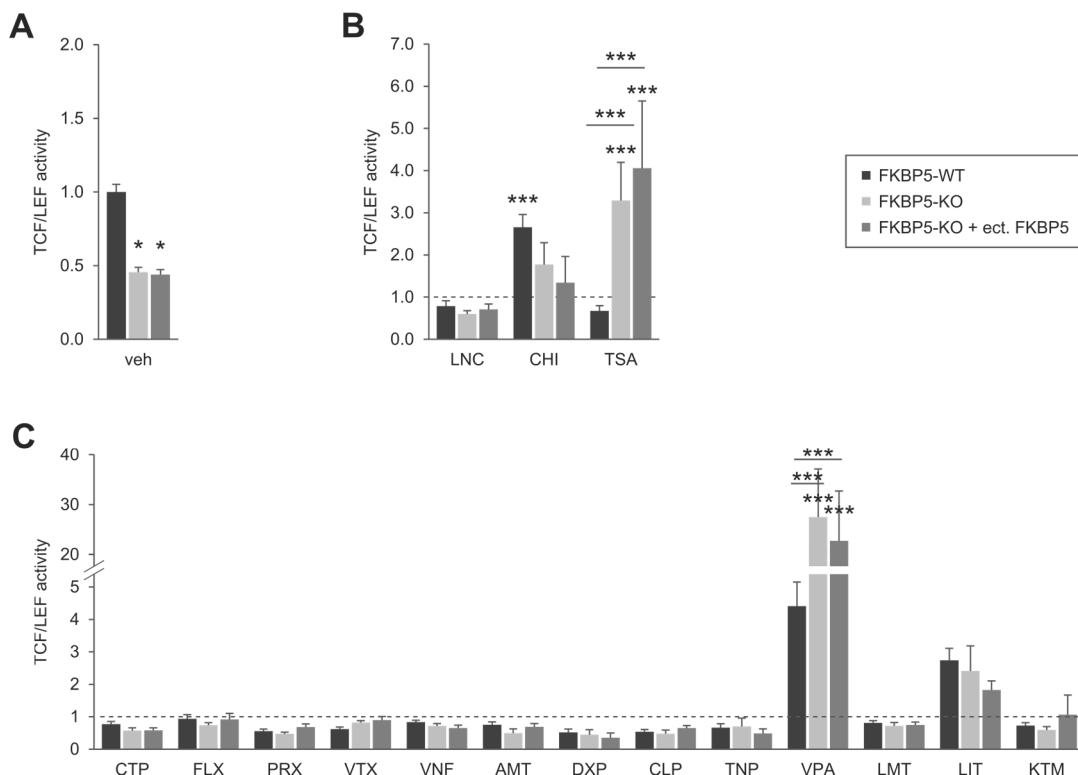 A
TCF/LEF activity
2.0
1.5
1.0
0.5
0.0
* *
veh
B
TCF/LEF activity
7.0
6.0
5.0
4.0
3.0
2.0
1.0
0.0
***
***
***
***
***
LNC CHI TSA
FKBP5-WT
FKBP5-KO
FKBP5-KO + ect. FKBP5
C
TCF/LEF activity
40
30
20
5
4
3
2
1
0
***
***
***
***
CTP FLX PRX VTX VNF AMT DXP CLP TNP VPA LMT LIT KTM